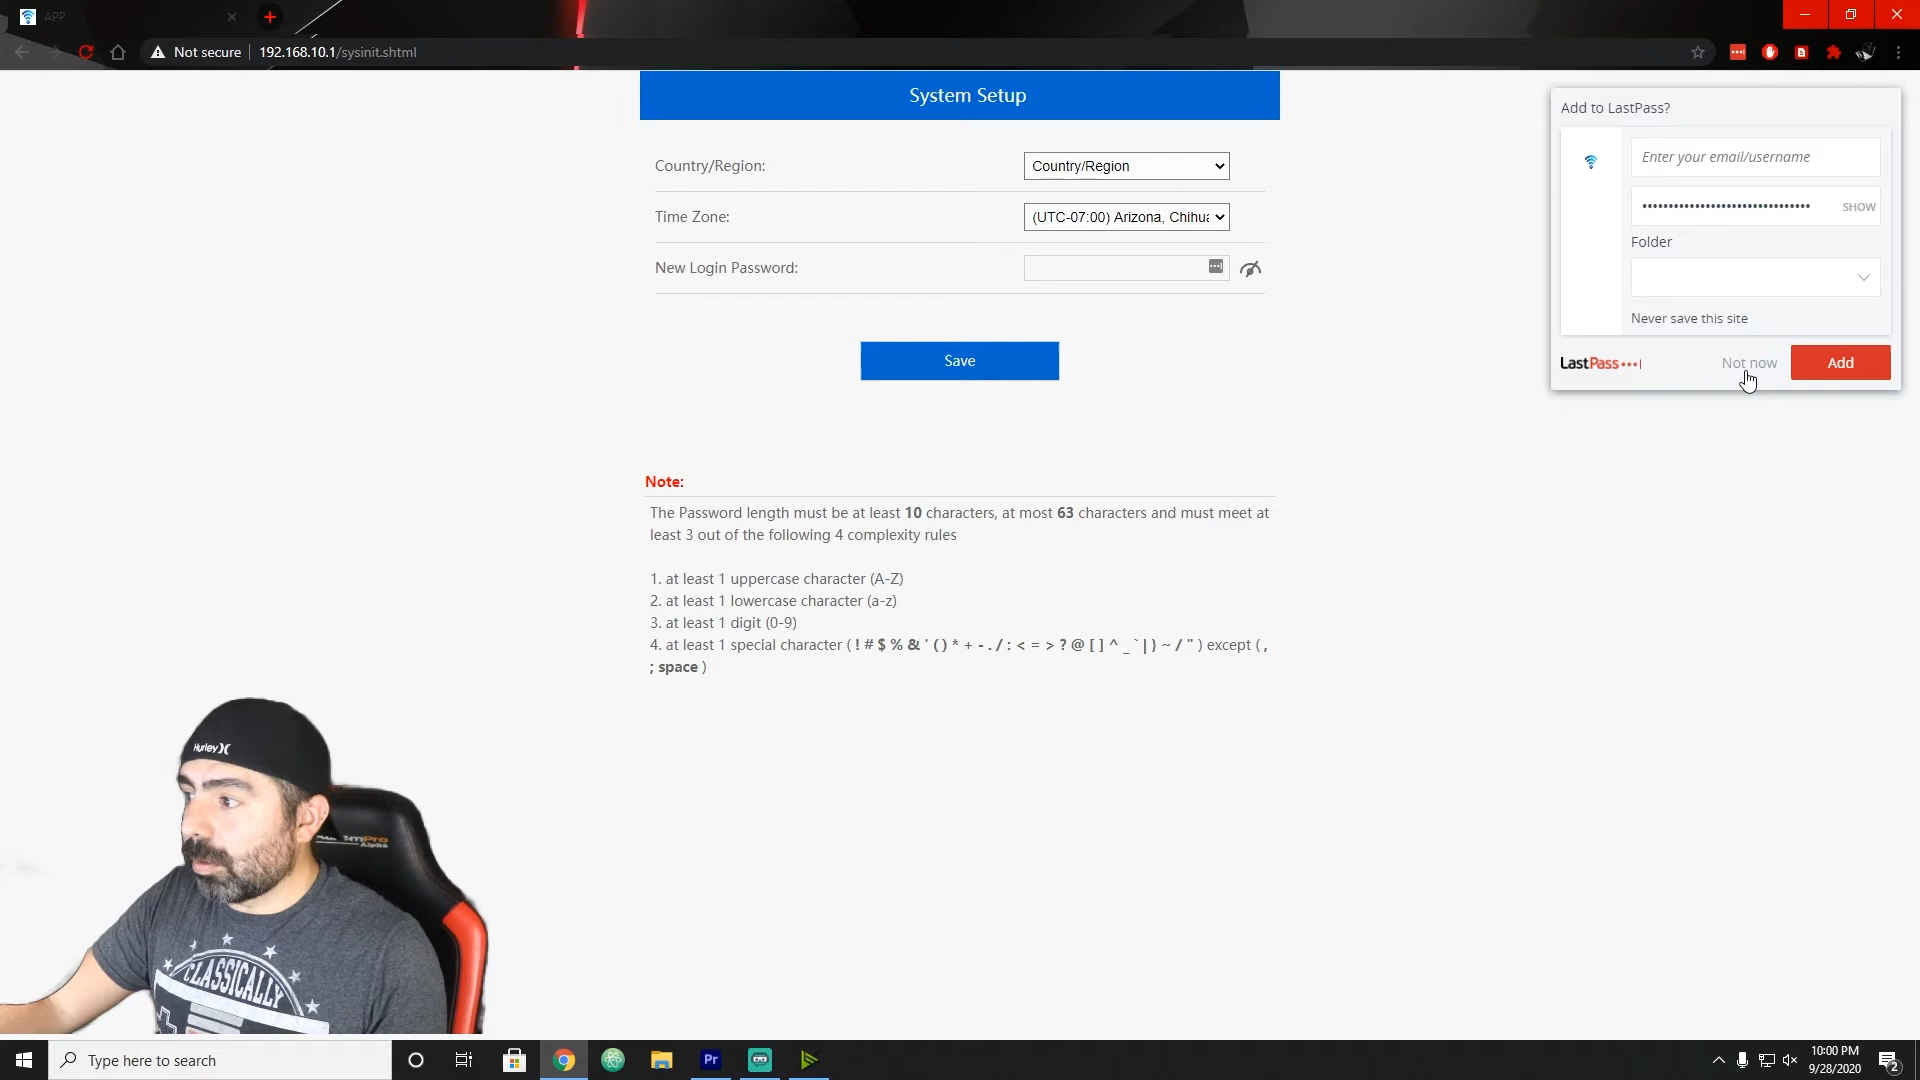 APP
Not secure
192.168.10.1/sysinit.shtml
System Setup
Country/Region:
Country/Region
Time Zone:
(UTC-07:00) Arizona, Chihua
New Login Password:
Save
Add to LastPass?
Enter your email/username
SHOW
Folder
Never save this site
LastPass
Not now
Add
Note:
The Password length must be at least 10 characters, at most 63 characters and must meet at
least 3 out of the following 4 complexity rules
1. at least 1 uppercase character (A-Z)
2. at least 1 lowercase character (a-z)
3. at least 1 digit (0-9)
4. at least 1 special character ( ! # $ % & ' ( ) * + - . / : < = > ? @ [ ] ^ _ ` | } ~ / " ) except ( ,
; space )
Hurley
CLASSICALLY
Type here to search
Pr
10:00 PM
9/28/2020
2